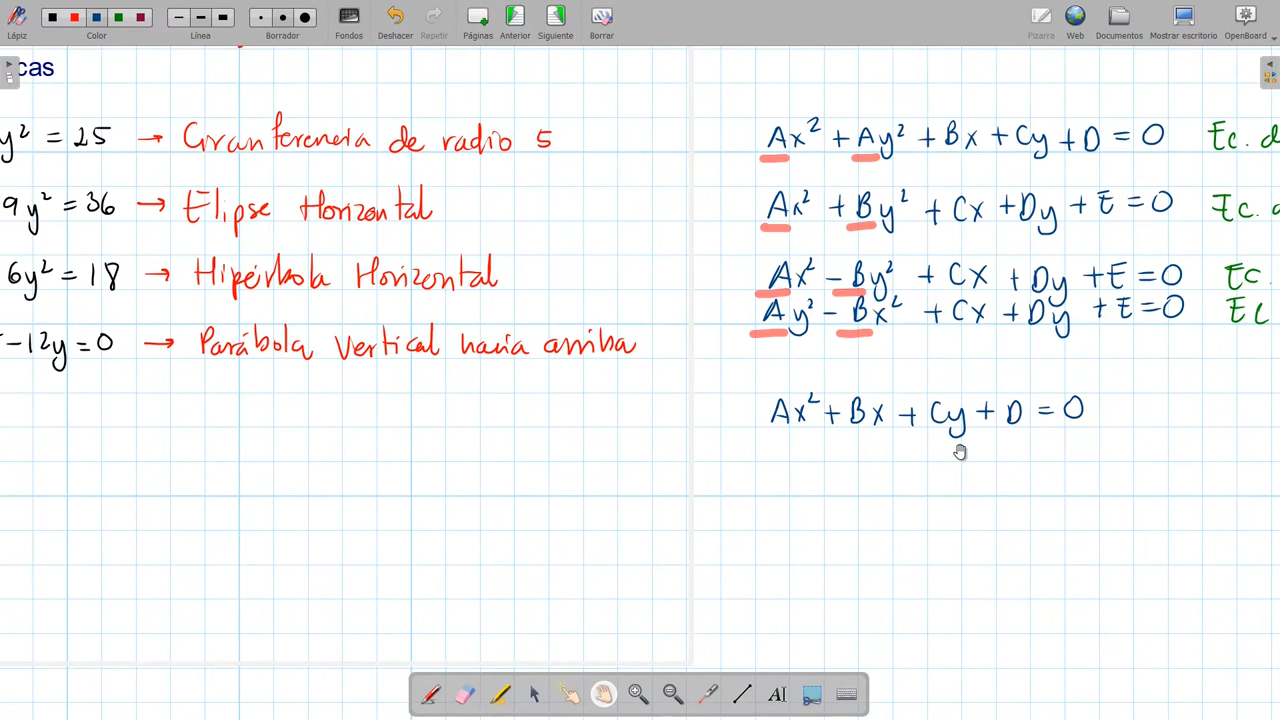 Lápiz Color Línea Borrador Fondos Deshacer Repetir Páginas Anterior Siguiente Borrar Pizarra Web Documentos Mostrar escritorio OpenBoard
cas
y² = 25 → Circunferencia de radio 5
9y² = 36 → Elipse Horizontal
6y² = 18 → Hipérbola Horizontal
-12y = 0 → Parábola vertical hacia arriba
Ax² + Ay² + Bx + Cy + D = 0 Ec. d
Ax² + By² + Cx + Dy + E = 0 Ec.
Ax² - By² + Cx + Dy + E = 0 EC
Ay² - Bx² + Cx + Dy + E = 0 EC
Ax² + Bx + Cy + D = 0
AI